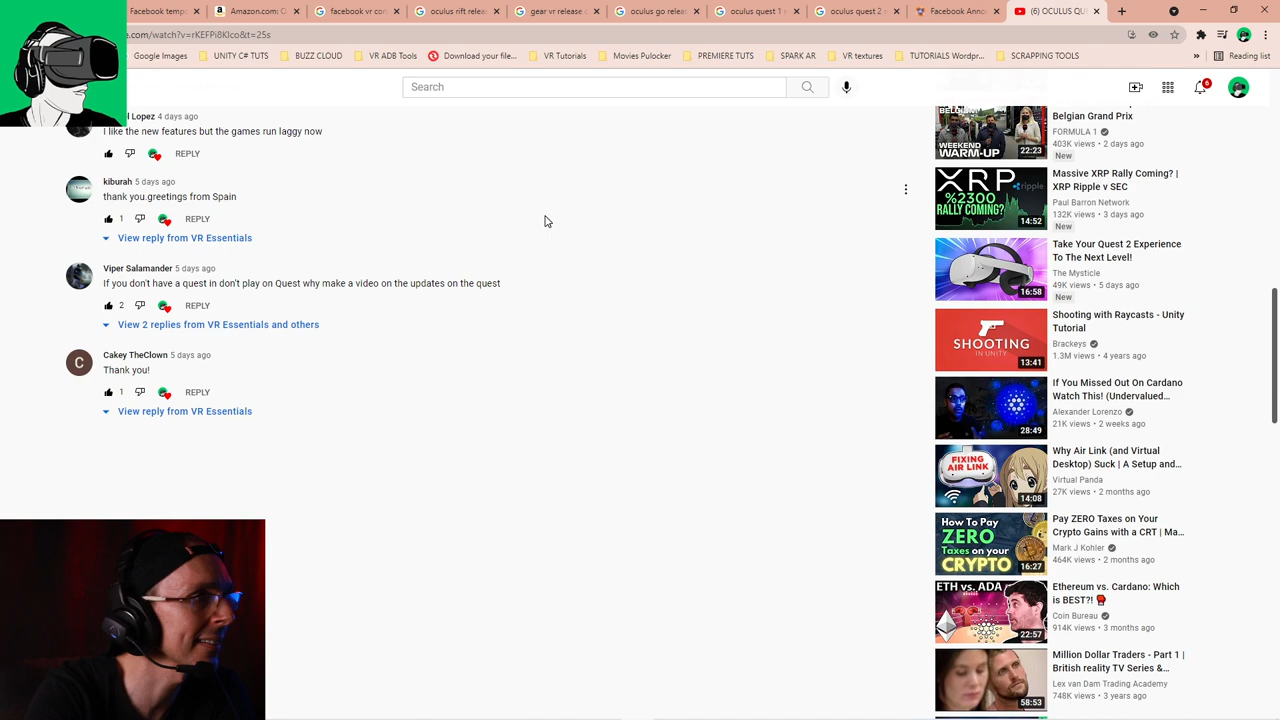 Facebook temp
Amazon.com: C
facebook vr con
oculus rift releas
gear vr release d
oculus go releas
oculus quest 1 r
oculus quest 2 r
Facebook Annou
(6) OCULUS QU
e.com/watch?v=rKEFPi8KIco&t=25s
Google Images
UNITY C# TUTS
BUZZ CLOUD
VR ADB Tools
Download your file...
VR Tutorials
Movies Pulocker
PREMIERE TUTS
SPARK AR
VR textures
TUTORIALS Wordpr...
SCRAPPING TOOLS
Reading list
Search
6
l Lopez 4 days ago
I like the new features but the games run laggy now
REPLY
kiburah 5 days ago
thank you.greetings from Spain
1 REPLY
View reply from VR Essentials
Viper Salamander 5 days ago
If you don't have a quest in don't play on Quest why make a video on the updates on the quest
2 REPLY
View 2 replies from VR Essentials and others
C
Cakey TheClown 5 days ago
Thank you!
1 REPLY
View reply from VR Essentials
BELGIAN
WEEKEND
WARM-UP
22:23
Belgian Grand Prix
FORMULA 1
403K views • 2 days ago
New
XRP
ripple
%2300
RALLY COMING?
14:52
Massive XRP Rally Coming? |
XRP Ripple v SEC
Paul Barron Network
132K views • 3 days ago
New
16:58
Take Your Quest 2 Experience
To The Next Level!
The Mysticle
49K views • 5 days ago
New
SHOOTING
IN UNITY
13:41
Shooting with Raycasts - Unity
Tutorial
Brackeys
1.3M views • 4 years ago
28:49
If You Missed Out On Cardano
Watch This! (Undervalued...
Alexander Lorenzo
21K views • 2 weeks ago
FIXING
AIR LINK
14:08
Why Air Link (and Virtual
Desktop) Suck | A Setup and...
Virtual Panda
27K views • 2 months ago
How To Pay
ZERO
Taxes on your
CRYPTO
16:27
Pay ZERO Taxes on Your
Crypto Gains with a CRT | Ma...
Mark J Kohler
464K views • 2 months ago
ETH vs. ADA
22:57
Ethereum vs. Cardano: Which
is BEST?!
Coin Bureau
914K views • 3 months ago
58:53
Million Dollar Traders - Part 1 |
British reality TV Series &...
Lex van Dam Trading Academy
748K views • 3 years ago